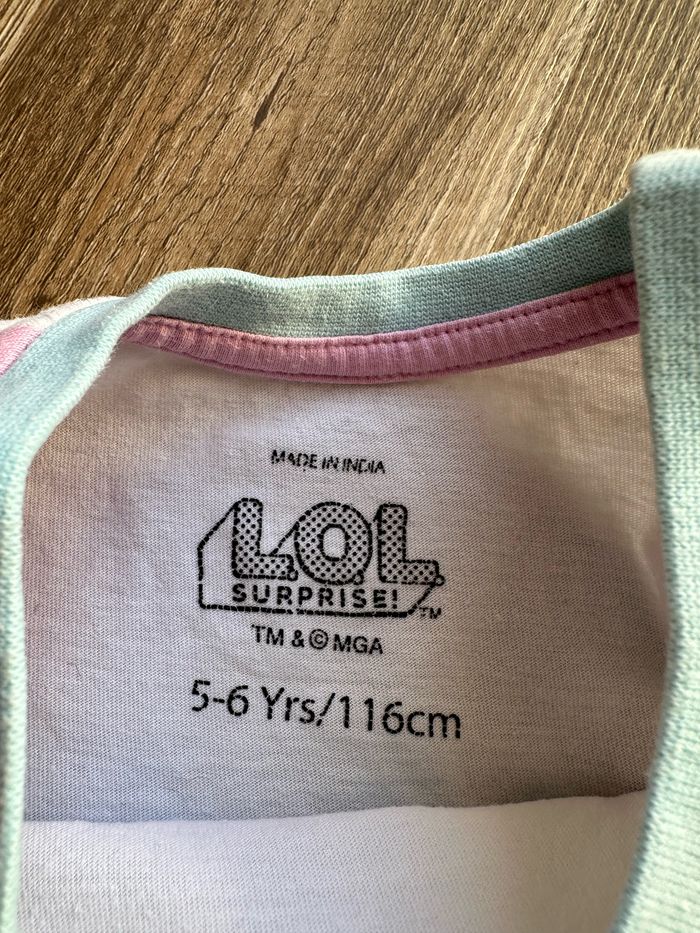 MADE IN INDIA
L.O.L.
SURPRISE! ™
TM & © MGA
5-6 Yrs/116cm